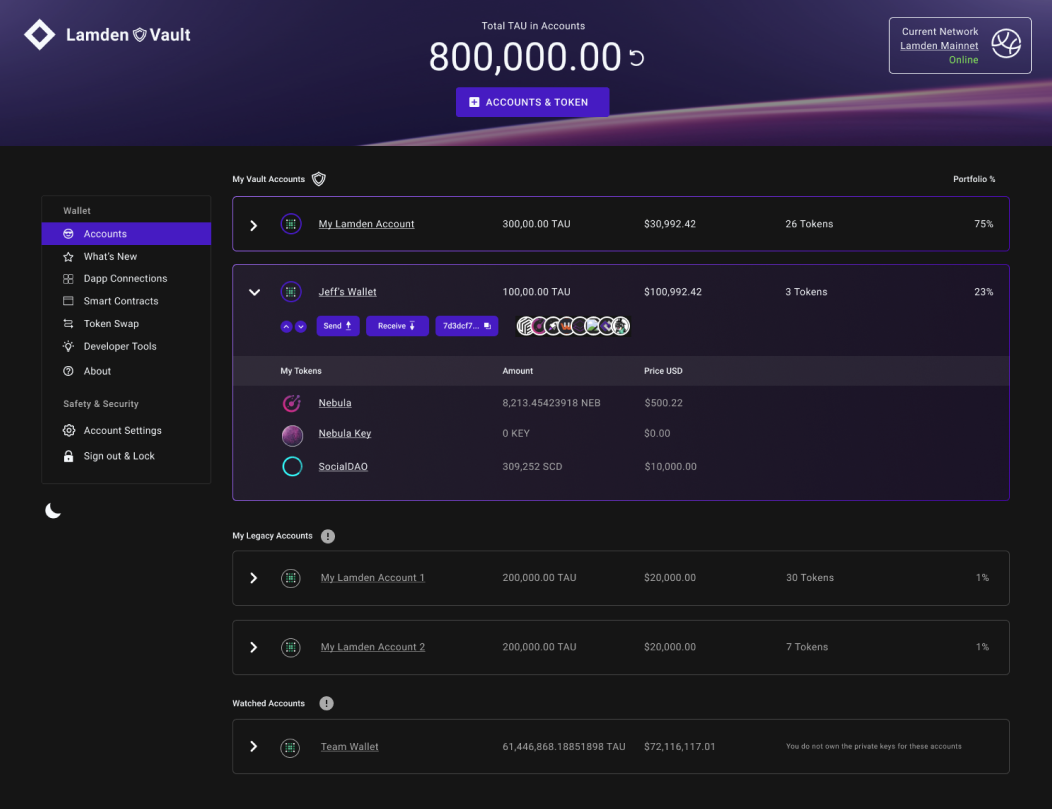 Lamden Vault
Total TAU in Accounts
800,000.00
ACCOUNTS & TOKEN
Current Network
Lamden Mainnet
Online
Wallet
Accounts
What's New
Dapp Connections
Smart Contracts
Token Swap
Developer Tools
About
Safety & Security
Account Settings
Sign out & Lock
My Vault Accounts Portfolio %
My Lamden Account 300,00.00 TAU $30,992.42 26 Tokens 75%
Jeff's Wallet 100,00.00 TAU $100,992.42 3 Tokens 23%
Send Receive 7d3dcf7...
My Tokens Amount Price USD
Nebula 8,213.45423918 NEB $500.22
Nebula Key 0 KEY $0.00
SocialDAO 309,252 SCD $10,000.00
My Legacy Accounts
My Lamden Account 1 200,000.00 TAU $20,000.00 30 Tokens 1%
My Lamden Account 2 200,000.00 TAU $20,000.00 7 Tokens 1%
Watched Accounts
Team Wallet 61,446,868.18851898 TAU $72,116,117.01 You do not own the private keys for these accounts